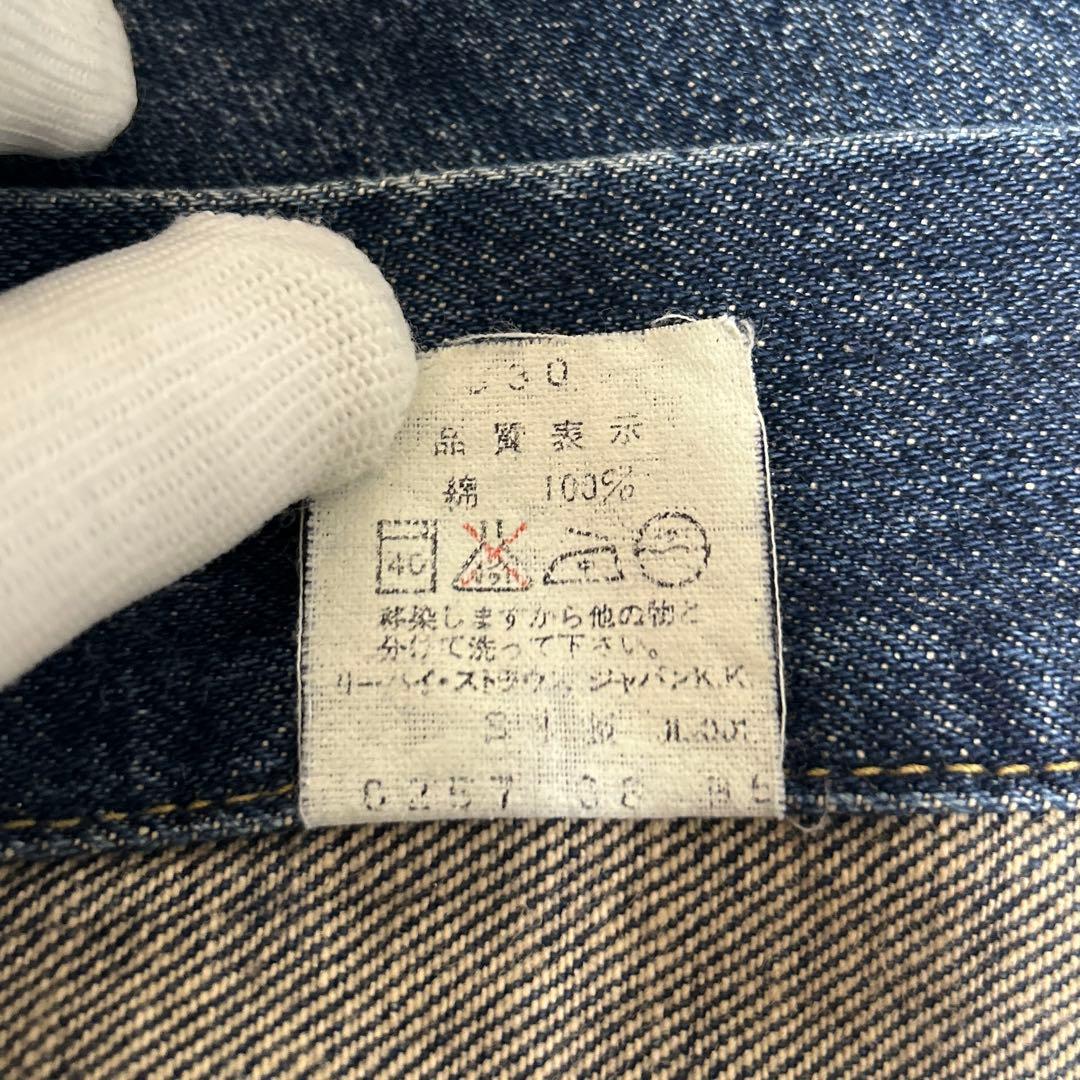 品質表示
綿 100%
40
移染しますから他の物と
分けて洗って下さい。
リーバイ・ストラウス ジャパンK.K.
C257